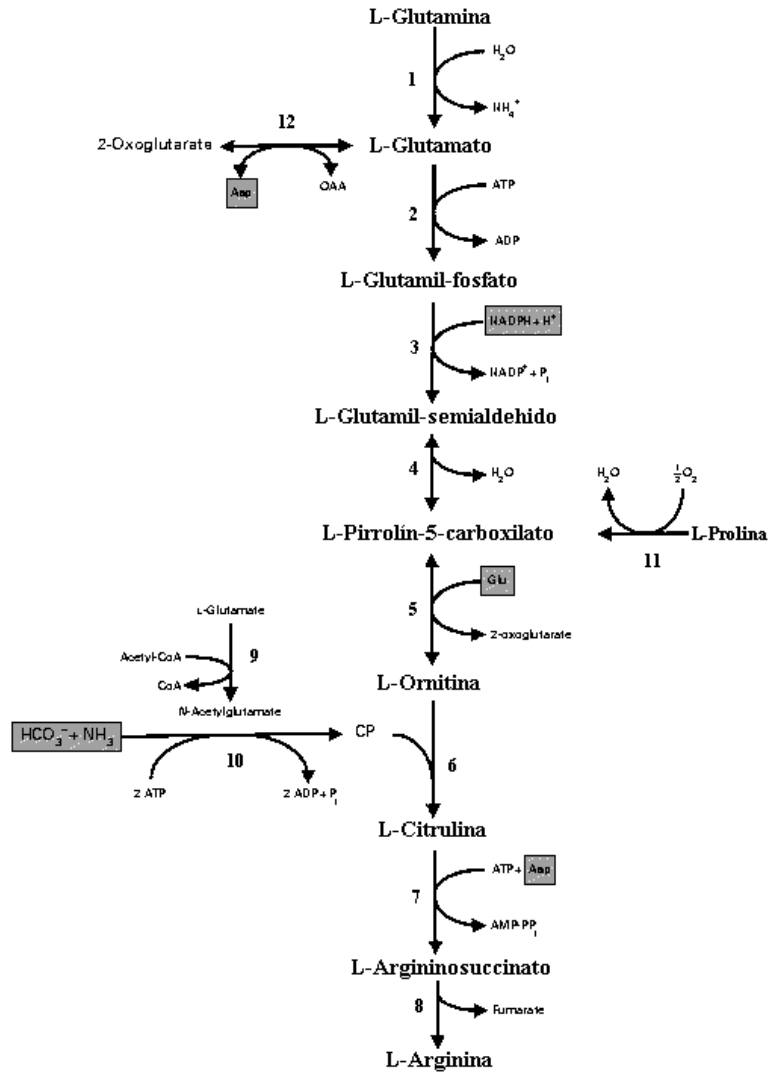 L-Glutamina
H₂O
1
NH₄⁺
12
2-Oxoglutarate
L-Glutamato
Asp
OAA
ATP
2
ADP
L-Glutamil-fosfato
NADPH + H⁺
3
NADP⁺ + Pᵢ
L-Glutamil-semialdehido
4
H₂O
H₂O
½O₂
L-Pirrolín-5-carboxilato
L-Prolina
11
Glu
5
L-Glutamate
2-oxoglutarate
Acetyl-CoA
9
CoA
L-Ornitina
N-Acetylglutamate
HCO₃⁻ + NH₃
CP
10
6
2 ATP
2 ADP + Pᵢ
L-Citrulina
ATP + Asp
7
AMP-PPᵢ
L-Argininosuccinato
8
Fumarate
L-Arginina